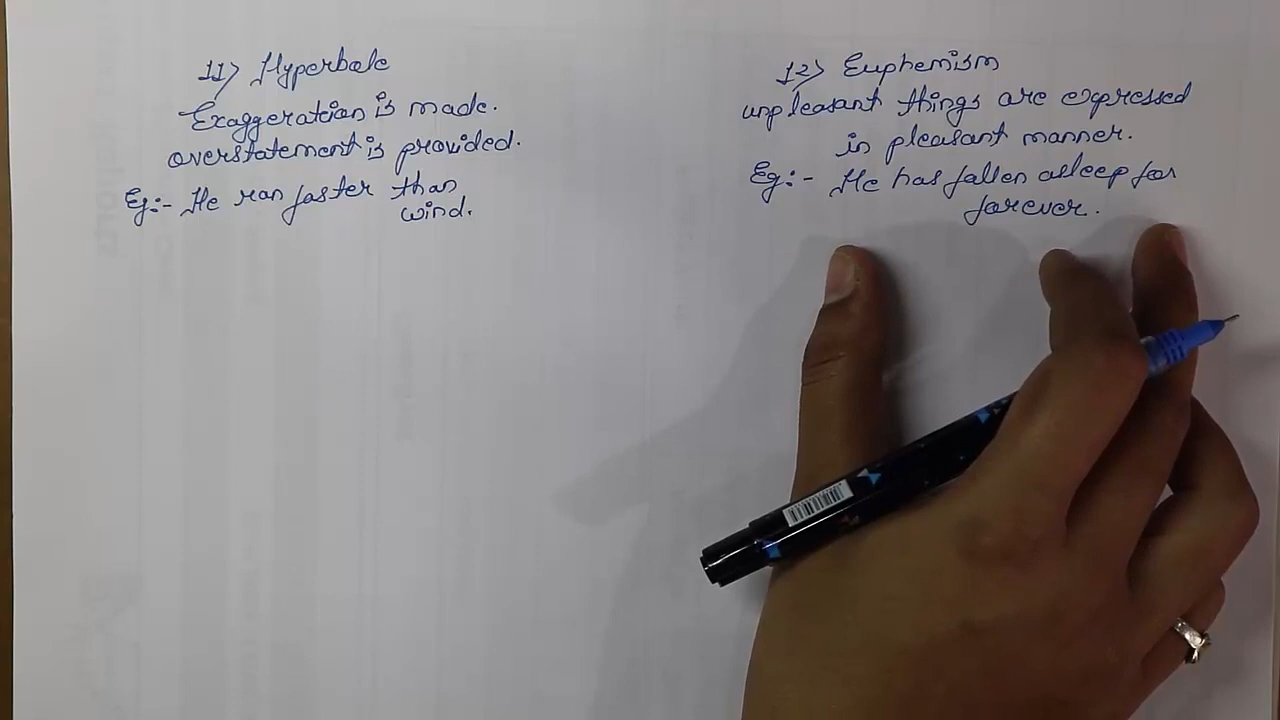 11) Hyperbole
Exaggeration is made.
overstatement is provided.
Eg:- He ran faster than
wind.
12) Euphemism
unpleasant things are expressed
in pleasant manner.
Eg:- He has fallen asleep for
forever.